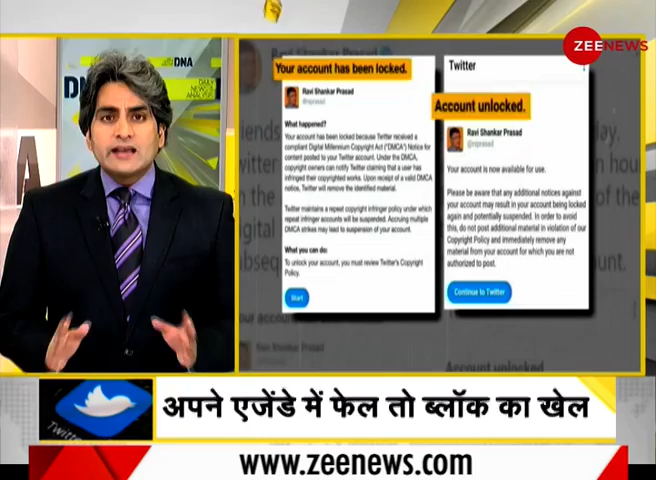 ZEENEWS
DNA
DAILY
NEWS &
ANALYSIS
Your account has been locked.
Ravi Shankar Prasad
@rsprasad
What happened?
Your account has been locked because Twitter received a
compliant Digital Millennium Copyright Act ("DMCA") Notice for
content posted to your Twitter account. Under the DMCA,
copyright owners can notify Twitter claiming that a user has
infringed their copyrighted works. Upon receipt of a valid DMCA
notice, Twitter will remove the identified material.
Twitter maintains a repeat copyright infringer policy under which
repeat infringer accounts will be suspended. Accruing multiple
DMCA strikes may lead to suspension of your account.
What you can do:
To unlock your account, you must review Twitter's Copyright
Policy.
Start
Twitter
Account unlocked.
Ravi Shankar Prasad
@rsprasad
Your account is now available for use.
Please be aware that any additional notices against
your account may result in your account being locked
again and potentially suspended. In order to avoid
this, do not post additional material in violation of our
Copyright Policy and immediately remove any
material from your account for which you are not
authorized to post.
Continue to Twitter
Account unlocked
अपने एजेंडे में फेल तो ब्लॉक का खेल
www.zeenews.com